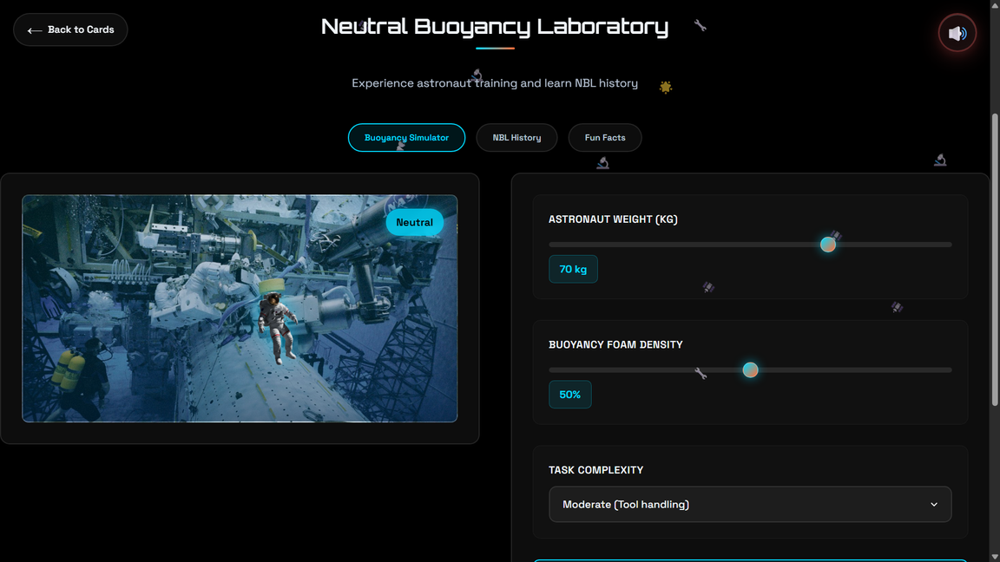 Back to Cards
Neutral Buoyancy Laboratory
Experience astronaut training and learn NBL history
Buoyancy Simulator
NBL History
Fun Facts
Neutral
ASTRONAUT WEIGHT (KG)
70 kg
BUOYANCY FOAM DENSITY
50%
TASK COMPLEXITY
Moderate (Tool handling)